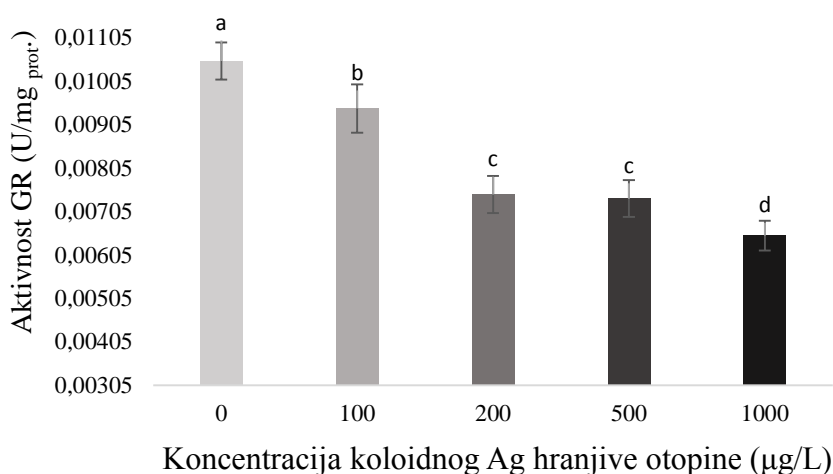 Aktivnost GR (U/mg prot.)
0,01105
0,01005
0,00905
0,00805
0,00705
0,00605
0,00505
0,00405
0,00305
a
b
c
c
d
0 100 200 500 1000
Koncentracija koloidnog Ag hranjive otopine (µg/L)